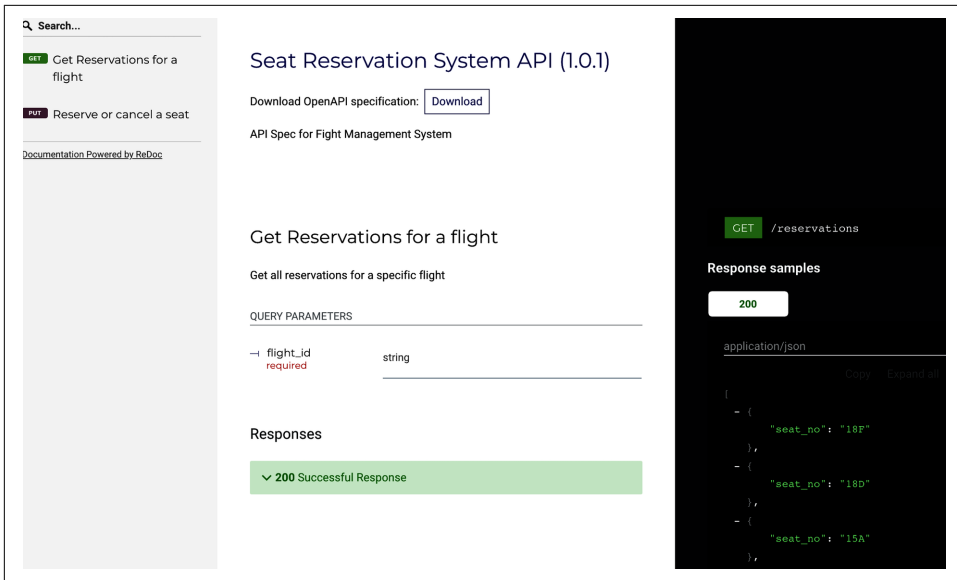 Search...
GET Get Reservations for a
flight
PUT Reserve or cancel a seat
Documentation Powered by ReDoc
Seat Reservation System API (1.0.1)
Download OpenAPI specification: Download
API Spec for Fight Management System
Get Reservations for a flight
Get all reservations for a specific flight
QUERY PARAMETERS
flight_id
required
string
Responses
200 Successful Response
GET /reservations
Response samples
200
application/json
Copy Expand all
[
- {
"seat_no": "18F"
},
- {
"seat_no": "18D"
},
- {
"seat_no": "15A"
},